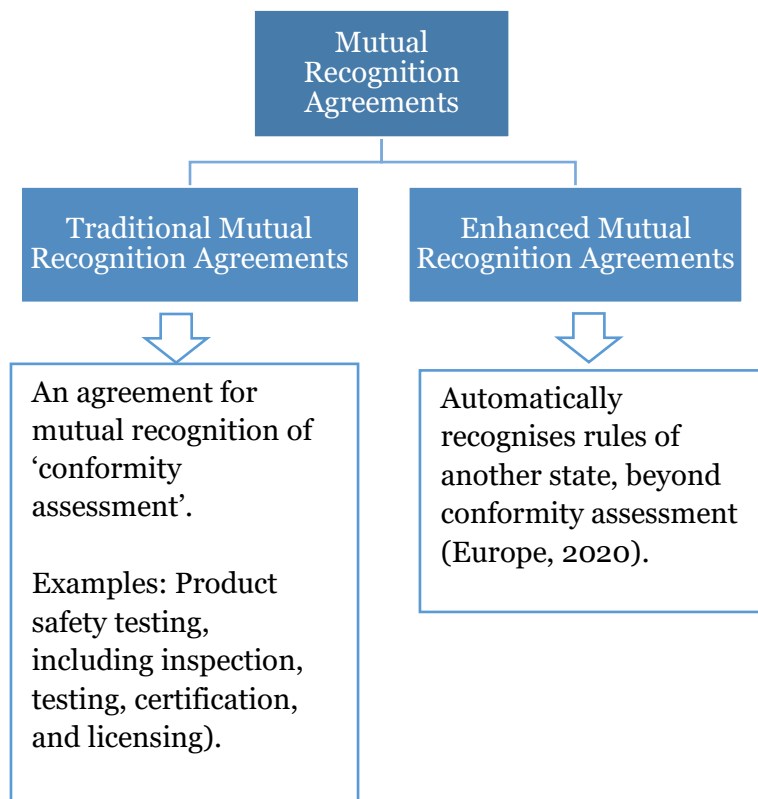 Mutual
Recognition
Agreements
Traditional Mutual
Recognition Agreements
Enhanced Mutual
Recognition Agreements
An agreement for
mutual recognition of
‘conformity
assessment’.
Examples: Product
safety testing,
including inspection,
testing, certification,
and licensing).
Automatically
recognises rules of
another state, beyond
conformity assessment
(Europe, 2020).